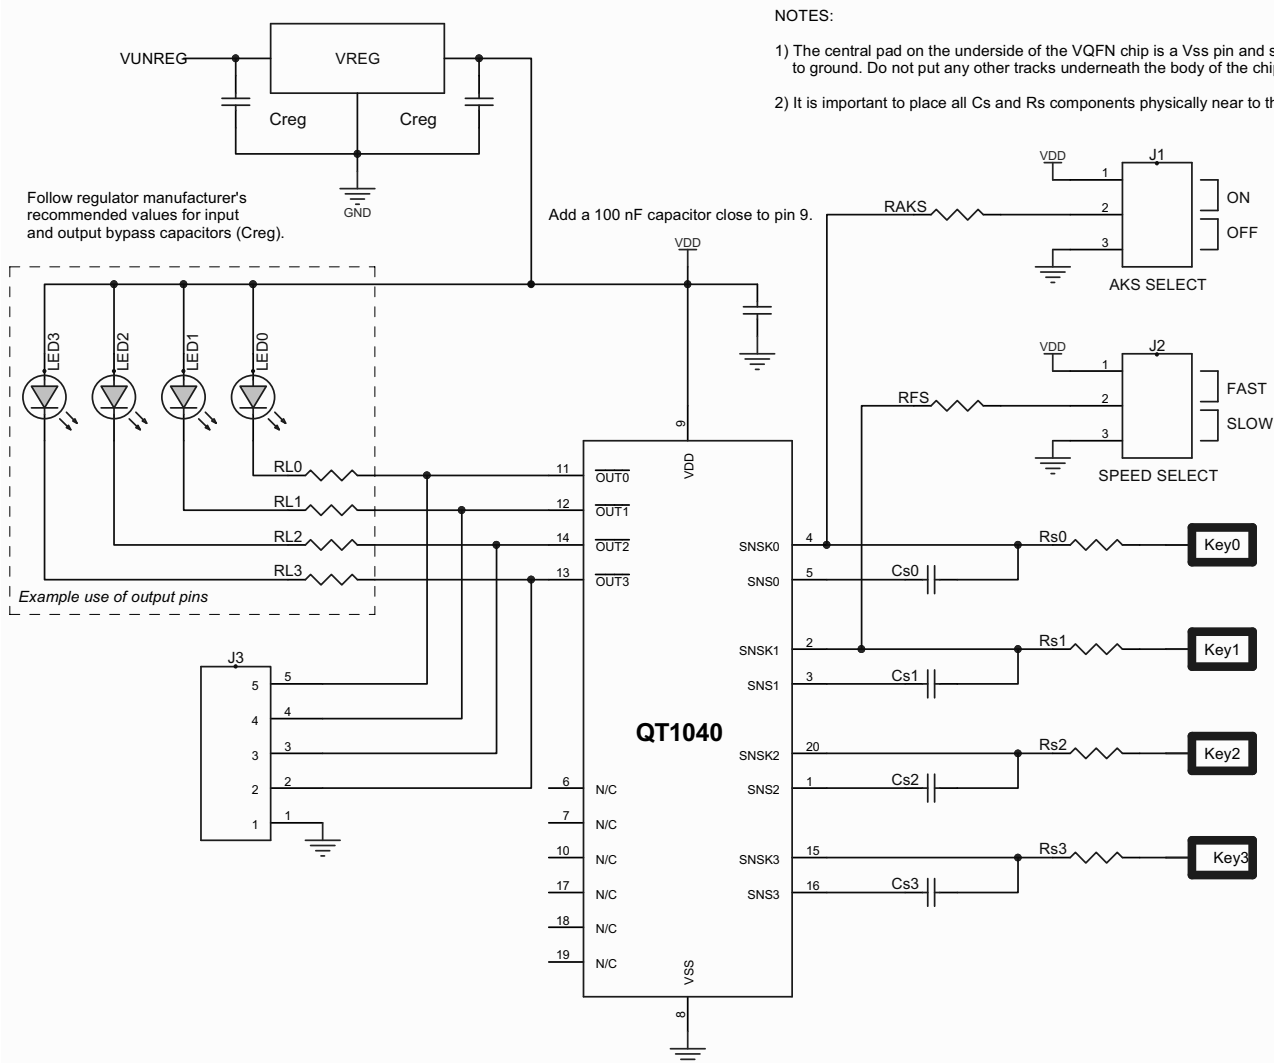 NOTES:
1) The central pad on the underside of the VQFN chip is a Vss pin and s
to ground. Do not put any other tracks underneath the body of the chi
2) It is important to place all Cs and Rs components physically near to th
VUNREG
VREG
Creg
Creg
GND
Follow regulator manufacturer's
recommended values for input
and output bypass capacitors (Creg).
Add a 100 nF capacitor close to pin 9.
VDD
VDD
J1
1
2
3
RAKS
ON
OFF
AKS SELECT
VDD
J2
1
2
3
RFS
FAST
SLOW
SPEED SELECT
LED3
LED2
LED1
LED0
RL0
RL1
RL2
RL3
Example use of output pins
9
VDD
11
OUT0
12
OUT1
14
OUT2
13
OUT3
SNSK0
4
Rs0
Key0
SNS0
5
Cs0
SNSK1
2
Rs1
Key1
SNS1
3
Cs1
QT1040
SNSK2
20
Rs2
Key2
SNS2
1
Cs2
SNSK3
15
Rs3
Key3
SNS3
16
Cs3
J3
5
5
4
4
3
3
2
2
1
1
6
N/C
7
N/C
10
N/C
17
N/C
18
N/C
19
N/C
VSS
8